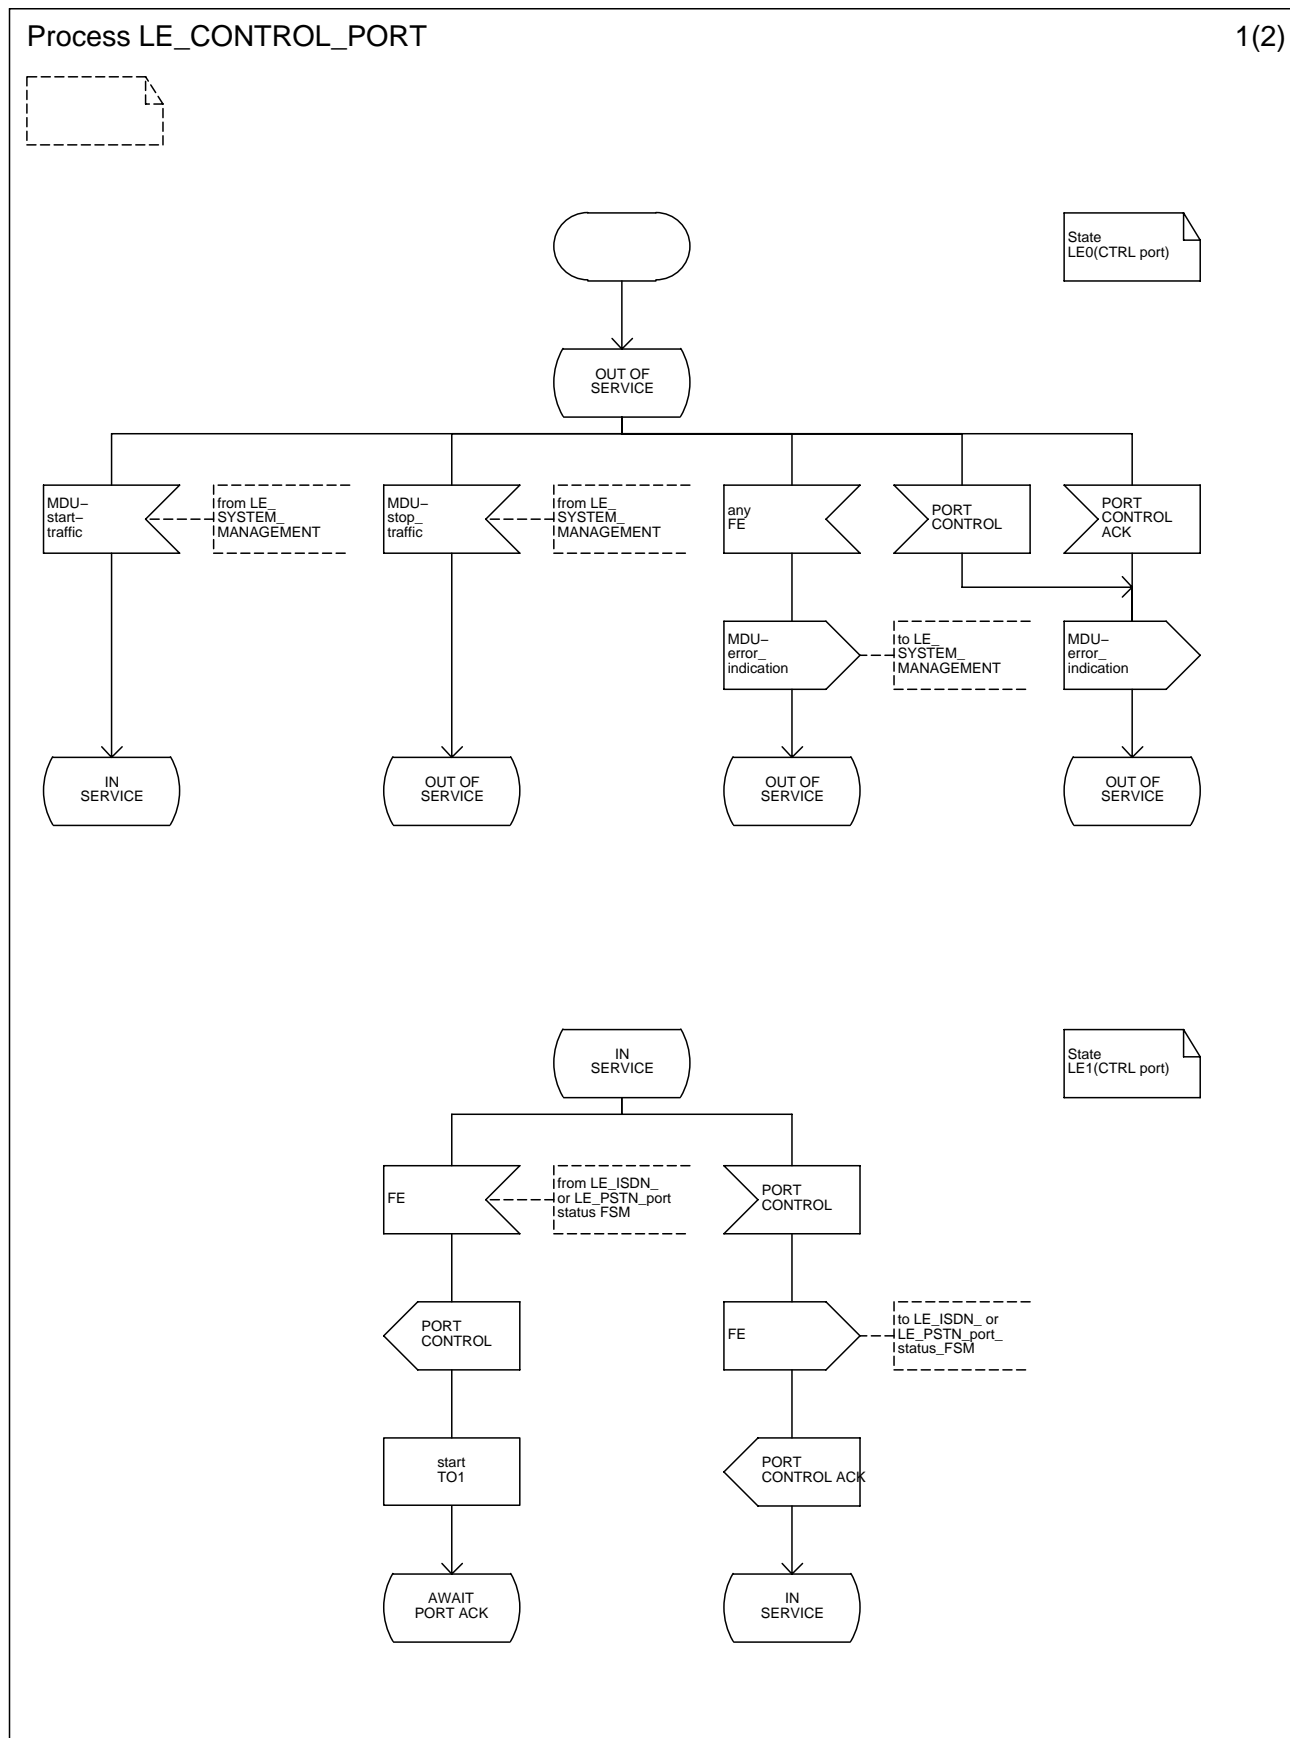 Process LE_CONTROL_PORT
1(2)
State
LE0(CTRL port)
OUT OF
SERVICE
MDU–
start–
traffic
from LE_
SYSTEM_
MANAGEMENT
MDU–
stop_
traffic
from LE_
SYSTEM_
MANAGEMENT
any
FE
PORT
CONTROL
PORT
CONTROL
ACK
MDU–
error_
indication
to LE_
SYSTEM_
MANAGEMENT
MDU–
error_
indication
IN
SERVICE
OUT OF
SERVICE
OUT OF
SERVICE
OUT OF
SERVICE
IN
SERVICE
State
LE1(CTRL port)
FE
from LE_ISDN_
or LE_PSTN_port
status FSM
PORT
CONTROL
PORT
CONTROL
FE
to LE_ISDN_ or
LE_PSTN_port_
status_FSM
start
TO1
PORT
CONTROL ACK
AWAIT
PORT ACK
IN
SERVICE